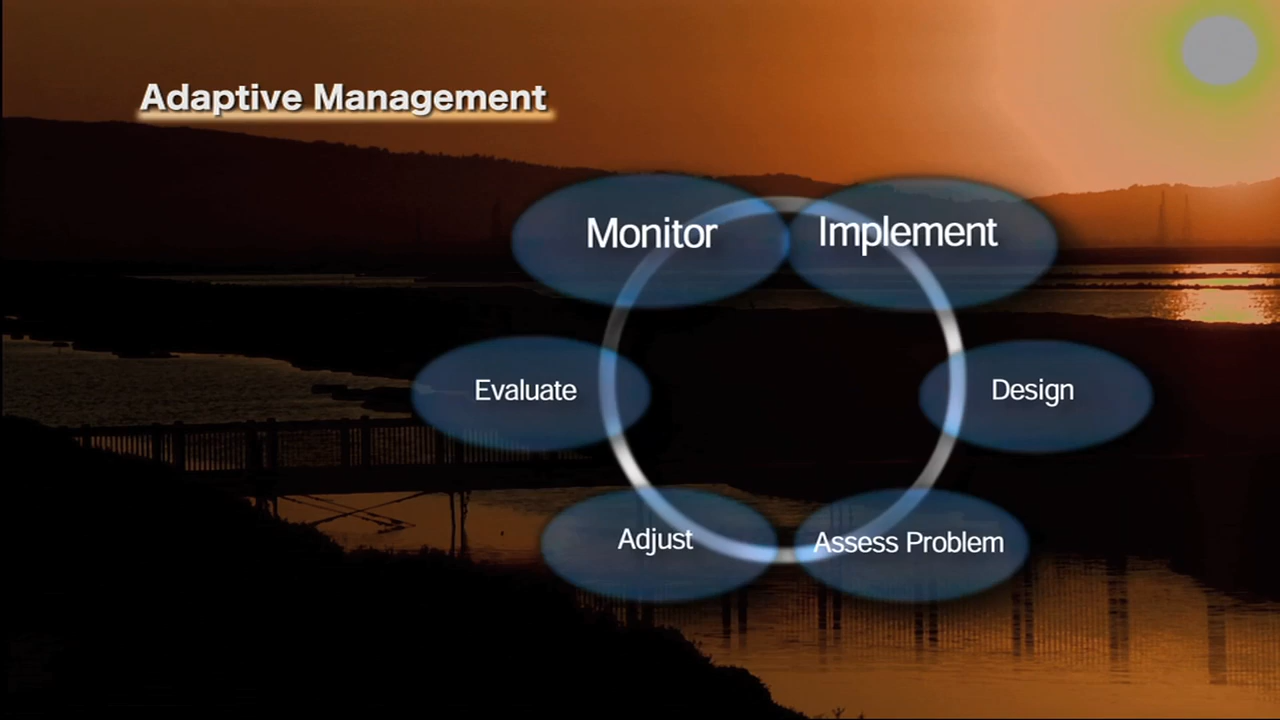 Adaptive Management
Monitor
Implement
Evaluate
Design
Adjust
Assess Problem